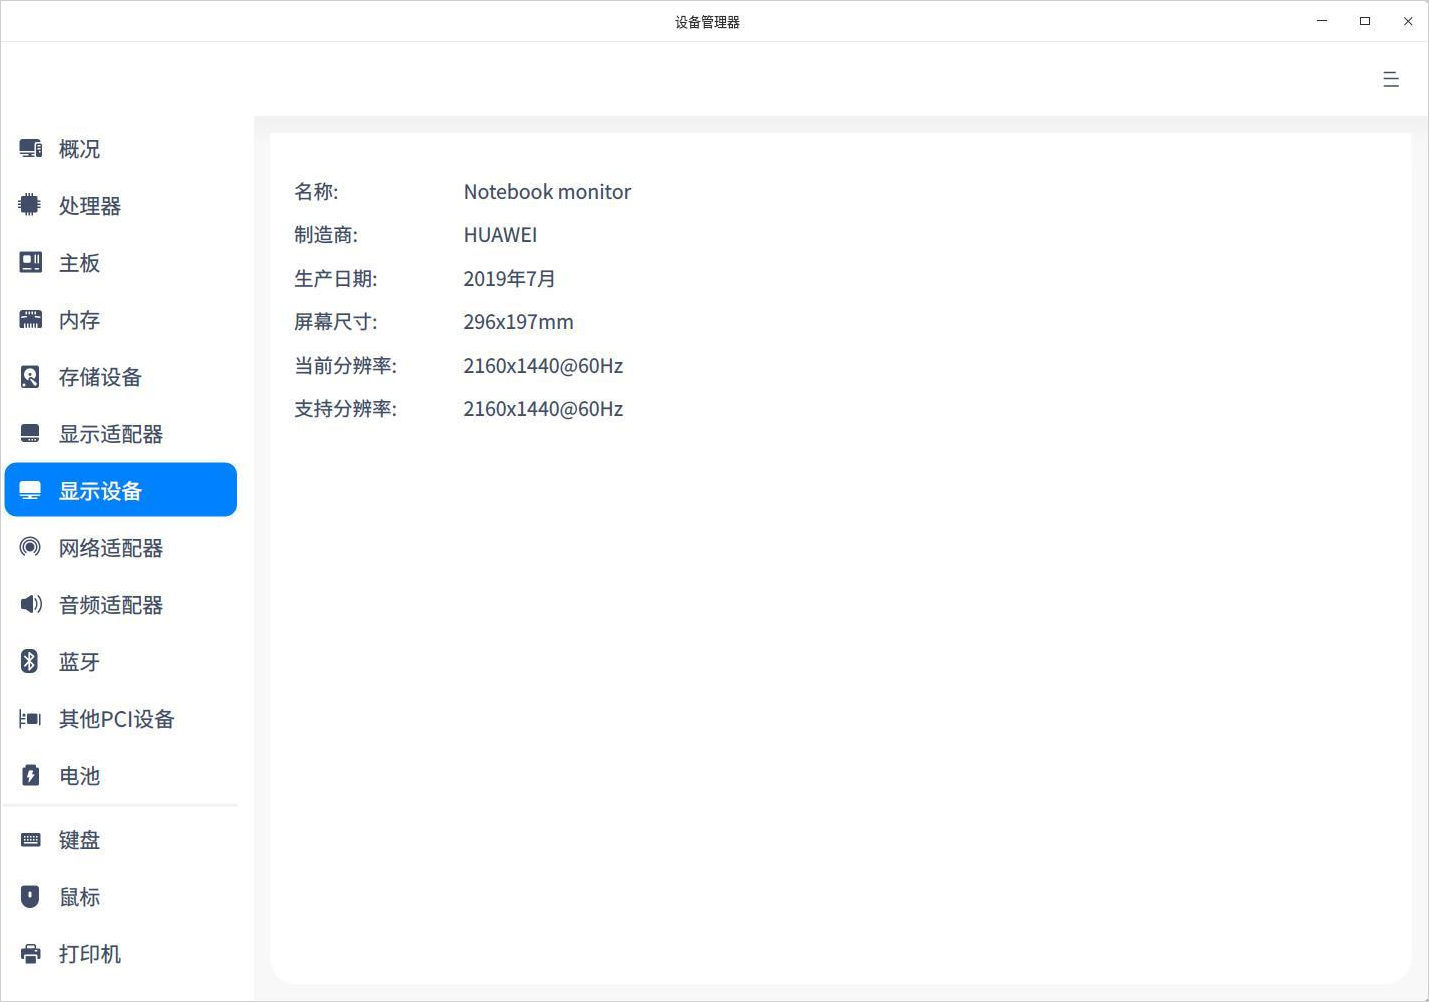 设备管理器
概况
处理器
主板
内存
存储设备
显示适配器
显示设备
网络适配器
音频适配器
蓝牙
其他PCI设备
电池
键盘
鼠标
打印机
名称: Notebook monitor
制造商: HUAWEI
生产日期: 2019年7月
屏幕尺寸: 296x197mm
当前分辨率: 2160x1440@60Hz
支持分辨率: 2160x1440@60Hz